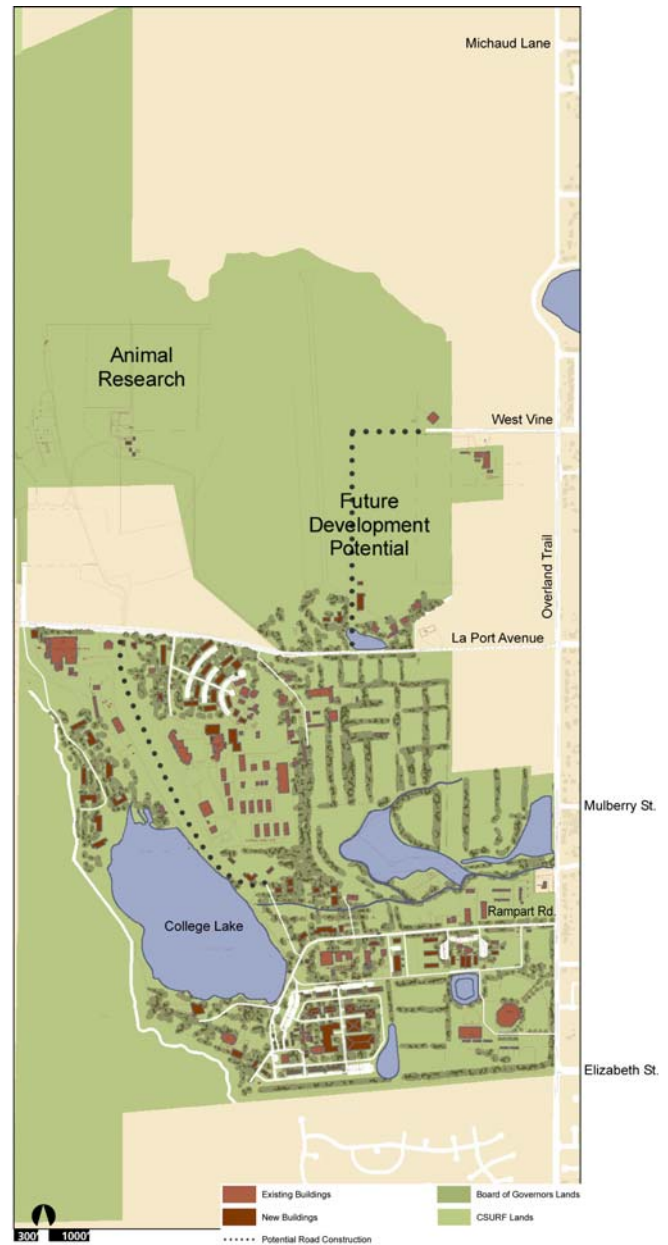 Michaud Lane
Animal
Research
West Vine
Future
Development
Potential
Overland Trail
La Port Avenue
Mulberry St.
College Lake
Rampart Rd.
Elizabeth St.
Existing Buildings
Board of Governors Lands
New Buildings
CSURF Lands
300' 1000'
Potential Road Construction